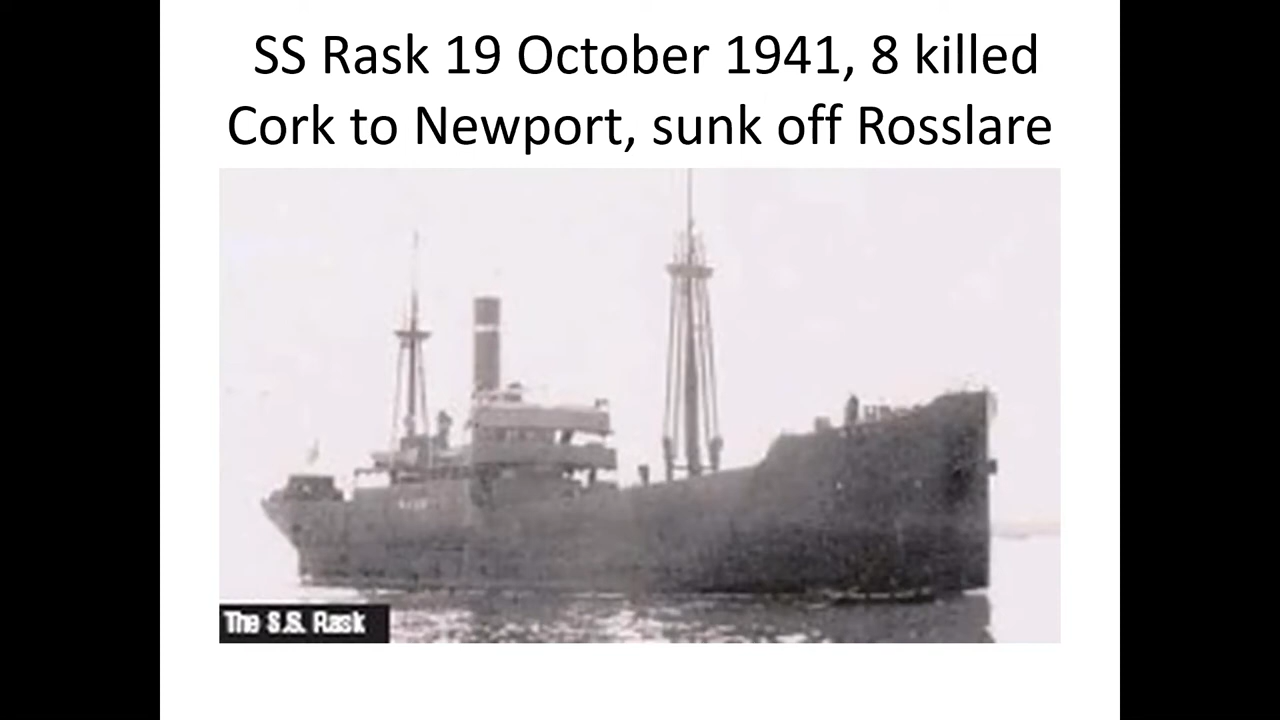 SS Rask 19 October 1941, 8 killed
Cork to Newport, sunk off Rosslare
The S.S. Rask